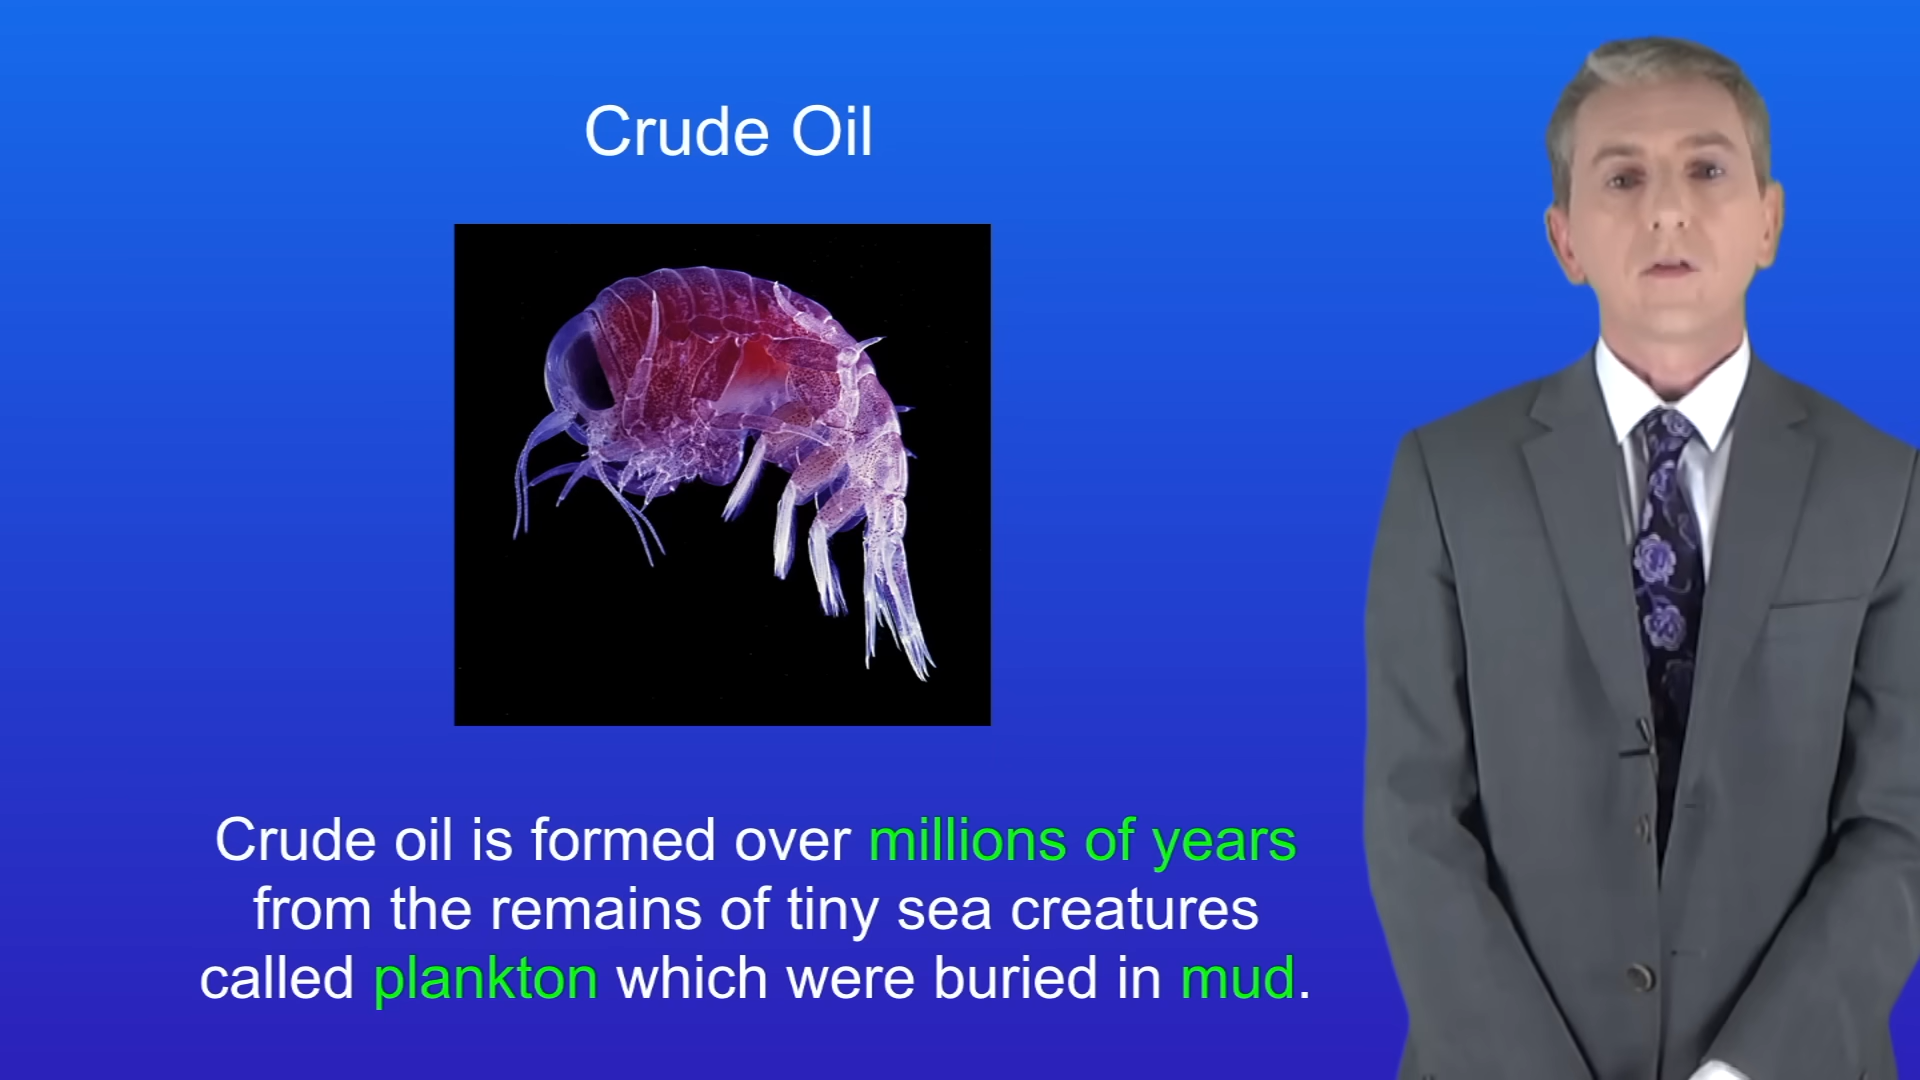 Crude Oil
Crude oil is formed over millions of years
from the remains of tiny sea creatures
called plankton which were buried in mud.